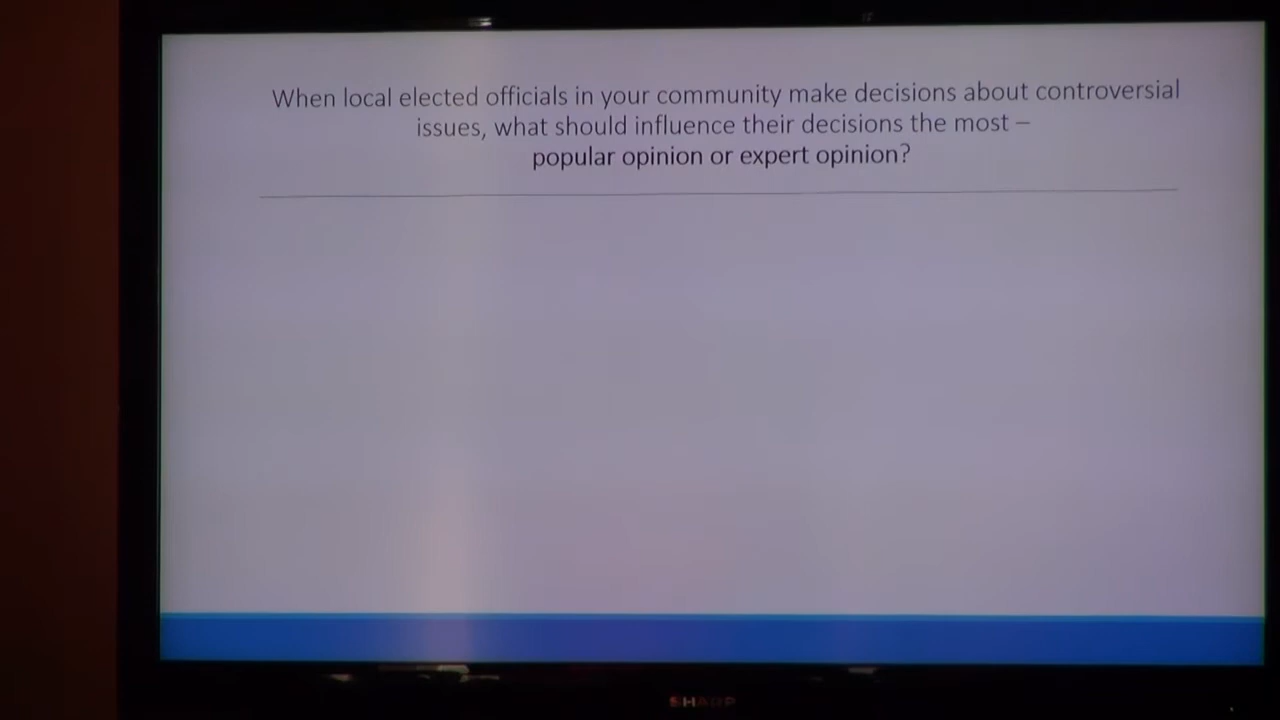 When local elected officials in your community make decisions about controversial
issues, what should influence their decisions the most –
popular opinion or expert opinion?
SHARP